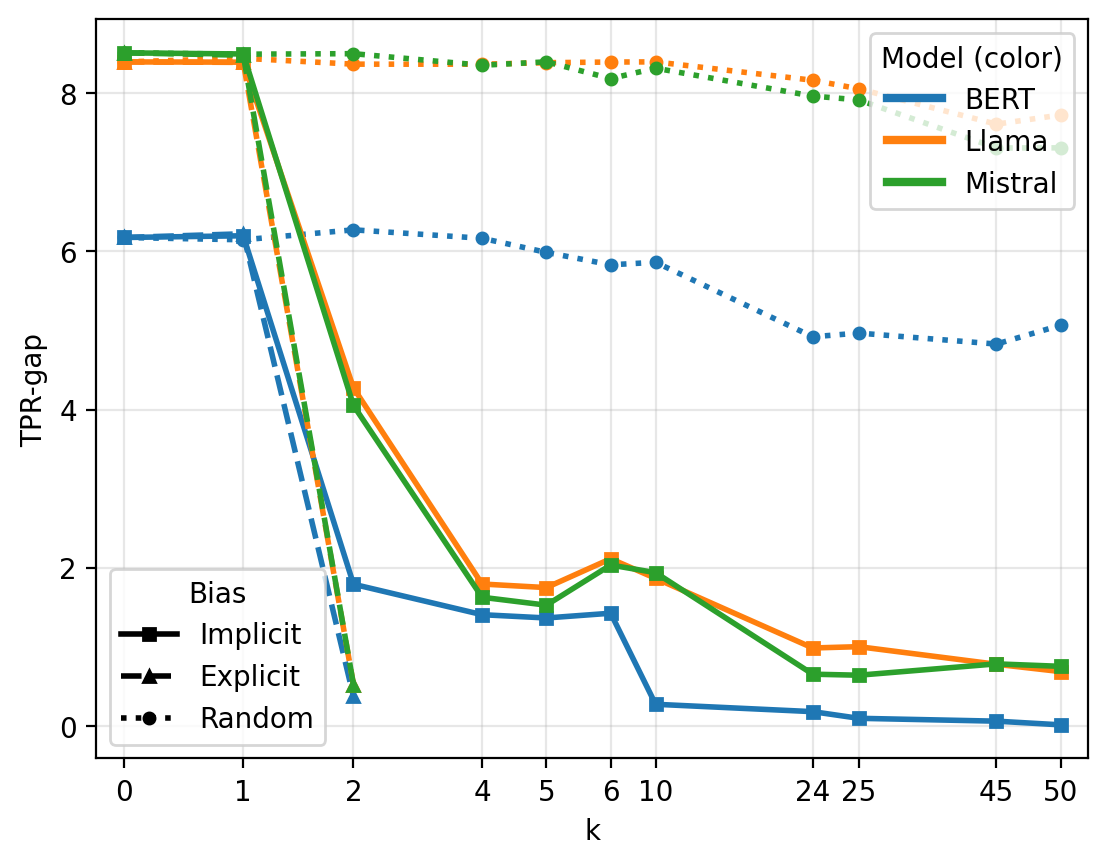 Model (color)
BERT
Llama
Mistral
Bias
Implicit
Explicit
Random
TPR-gap
8
6
4
2
0
0 1 2 4 5 6 10 24 25 45 50
k